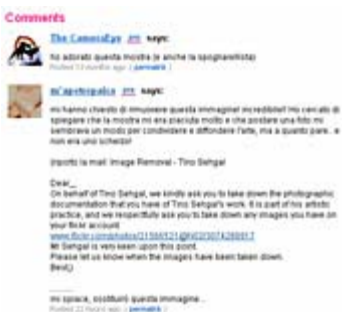 Comments
The CameraEye says:
ho adorato questa mostra (e anche la spogliarellista)
Posted 13 months ago. ( permalink )
m'apetopalco says:
mi hanno chiesto di rimuovere questa immagine! incredibile!! Ho cercato di
spiegare che la mostra mi era piaciuta molto e che postare una foto mi
sembrava un modo per condividere e diffondere l'arte, ma a quanto pare.. e
non era uno scherzo!
(riporto la mail: Image Removal - Tino Sehgal
Dear__
On behalf of Tino Sehgal, we kindly ask you to take down the photographic
documentation that you have of Tino Sehgal's work. It is part of his artistic
practice, and we respectfully ask you to take down any images you have on
your flickr account
Mr Sehgal is very keen upon this point.
Please let us know when the images have been taken down.
Best,)
mi spiace, sostituirò questa immagine...
Posted 22 hours ago. ( permalink )